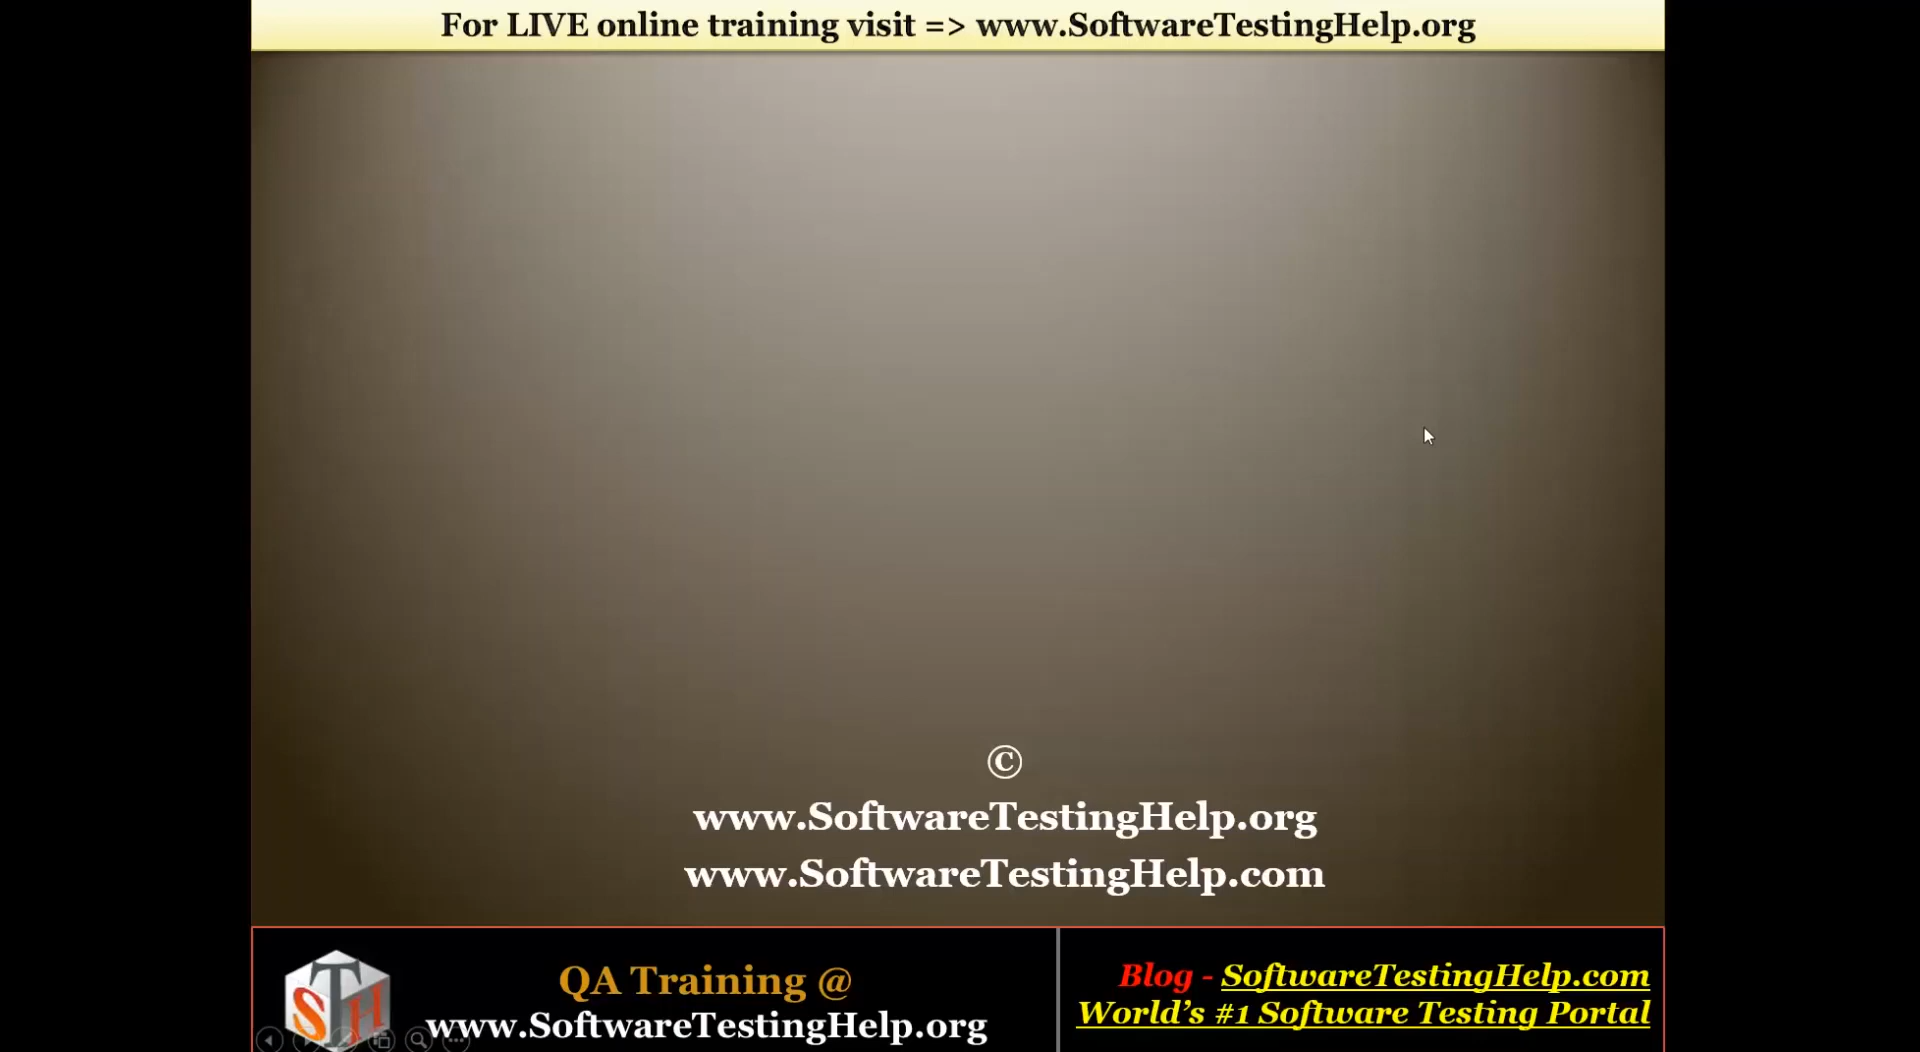 For LIVE online training visit => www.SoftwareTestingHelp.org
©
www.SoftwareTestingHelp.org
www.SoftwareTestingHelp.com
STH
QA Training @
www.SoftwareTestingHelp.org
Blog - SoftwareTestingHelp.com
World’s #1 Software Testing Portal